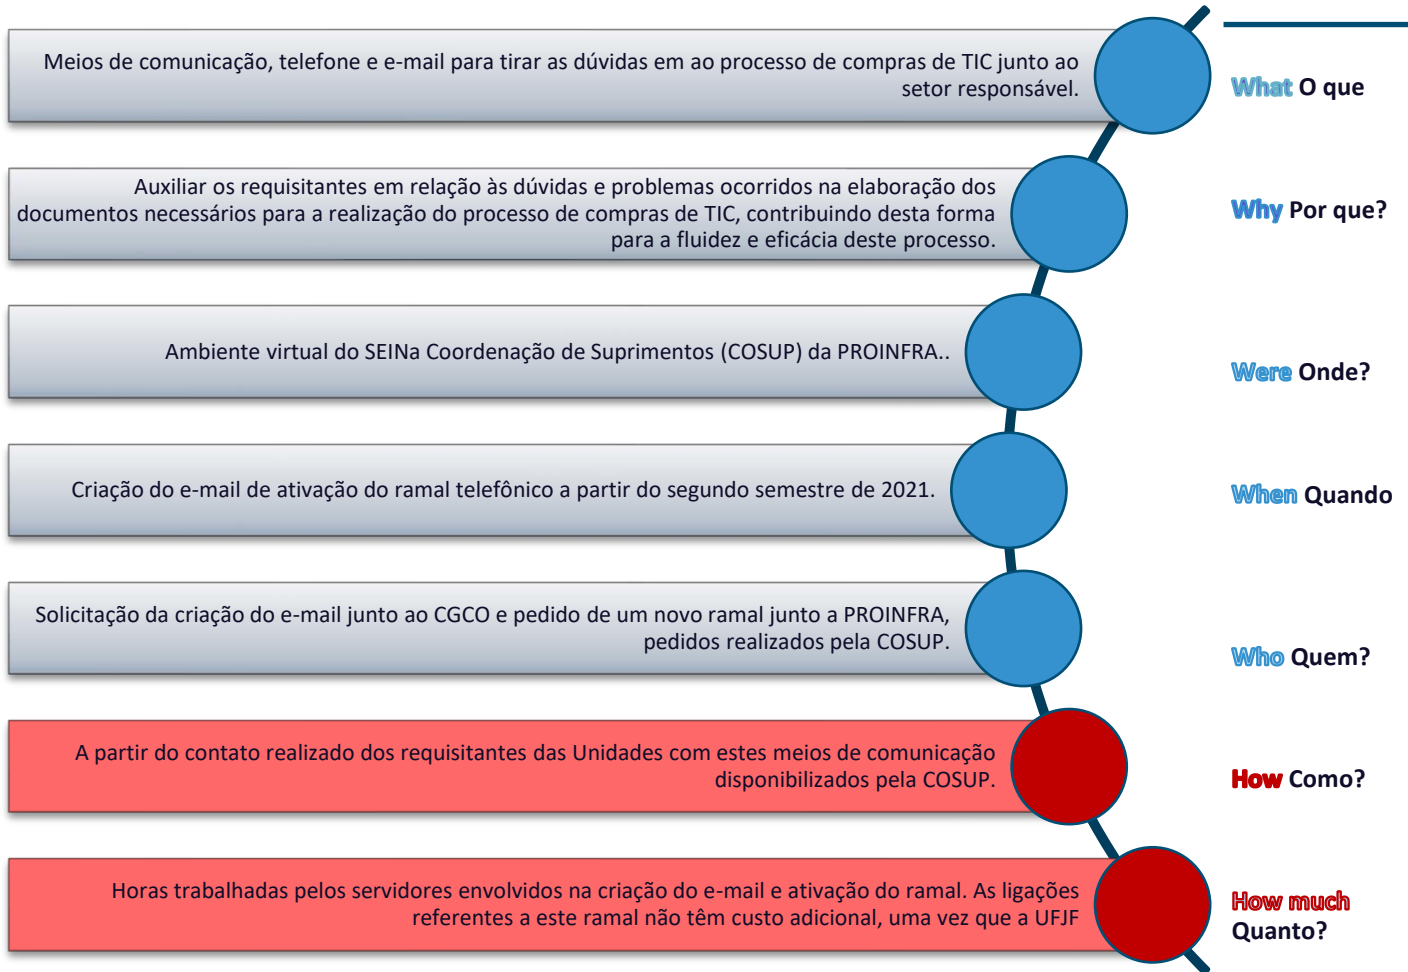 Meios de comunicação, telefone e e-mail para tirar as dúvidas em ao processo de compras de TIC junto ao
setor responsável.
What O que
Auxiliar os requisitantes em relação às dúvidas e problemas ocorridos na elaboração dos
documentos necessários para a realização do processo de compras de TIC, contribuindo desta forma
para a fluidez e eficácia deste processo.
Why Por que?
Ambiente virtual do SEINa Coordenação de Suprimentos (COSUP) da PROINFRA..
Were Onde?
Criação do e-mail de ativação do ramal telefônico a partir do segundo semestre de 2021.
When Quando
Solicitação da criação do e-mail junto ao CGCO e pedido de um novo ramal junto a PROINFRA,
pedidos realizados pela COSUP.
Who Quem?
A partir do contato realizado dos requisitantes das Unidades com estes meios de comunicação
disponibilizados pela COSUP.
How Como?
Horas trabalhadas pelos servidores envolvidos na criação do e-mail e ativação do ramal. As ligações
referentes a este ramal não têm custo adicional, uma vez que a UFJF
How much
Quanto?